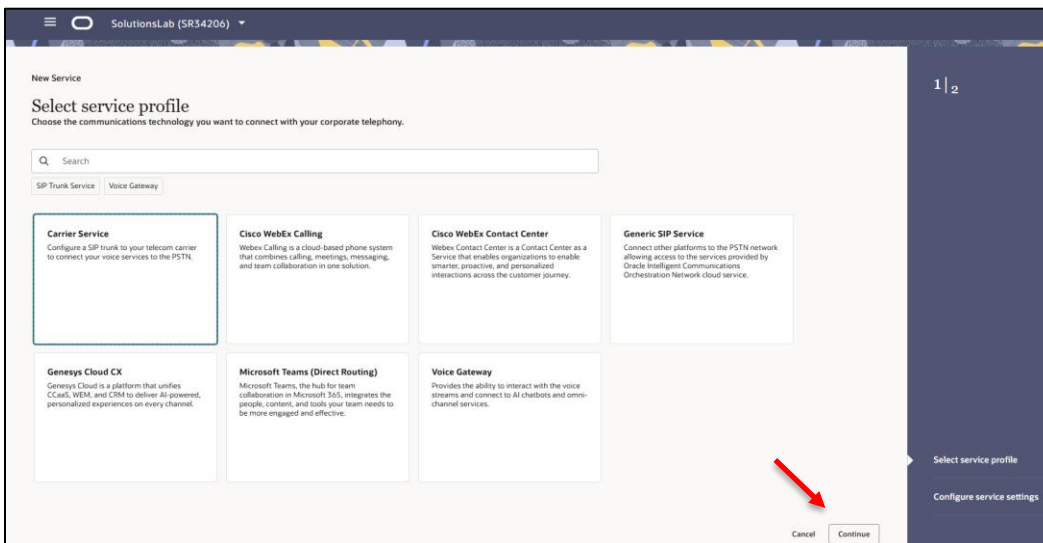 SolutionsLab (SR34206)
New Service
Select service profile
Choose the communications technology you want to connect with your corporate telephony.
Search
SIP Trunk Service
Voice Gateway
Carrier Service
Configure a SIP trunk to your telecom carrier
to connect your voice services to the PSTN.
Cisco WebEx Calling
Webex Calling is a cloud-based phone system
that combines calling, meetings, messaging,
and team collaboration in one solution.
Cisco WebEx Contact Center
Webex Contact Center is a Contact Center as a
Service that enables organizations to enable
smarter, proactive, and personalized
interactions across the customer journey.
Generic SIP Service
Connect other platforms to the PSTN network
allowing access to the services provided by
Oracle Intelligent Communications
Orchestration Network cloud service.
Genesys Cloud CX
Genesys Cloud is a platform that unifies
CCaaS, WEM, and CRM to deliver AI-powered,
personalized experiences on every channel.
Microsoft Teams (Direct Routing)
Microsoft Teams, the hub for team
collaboration in Microsoft 365, integrates the
people, content, and tools your team needs to
be more engaged and effective.
Voice Gateway
Provides the ability to interact with the voice
streams and connect to AI chatbots and omni-
channel services.
Cancel
Continue
1|2
Select service profile
Configure service settings